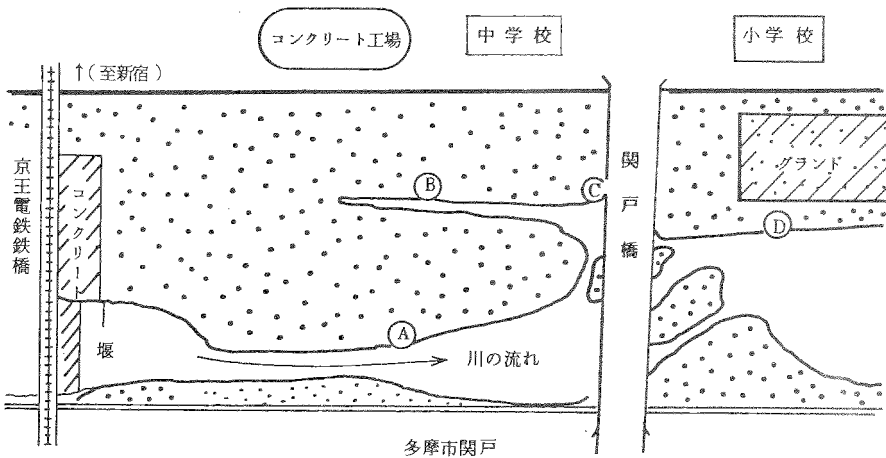 コンクリート工場
中学校
小学校
↑(至新宿)
京王電鉄鉄橋
コンクリート
堰
B
C
関戸橋
グランド
D
A
川の流れ
多摩市関戸